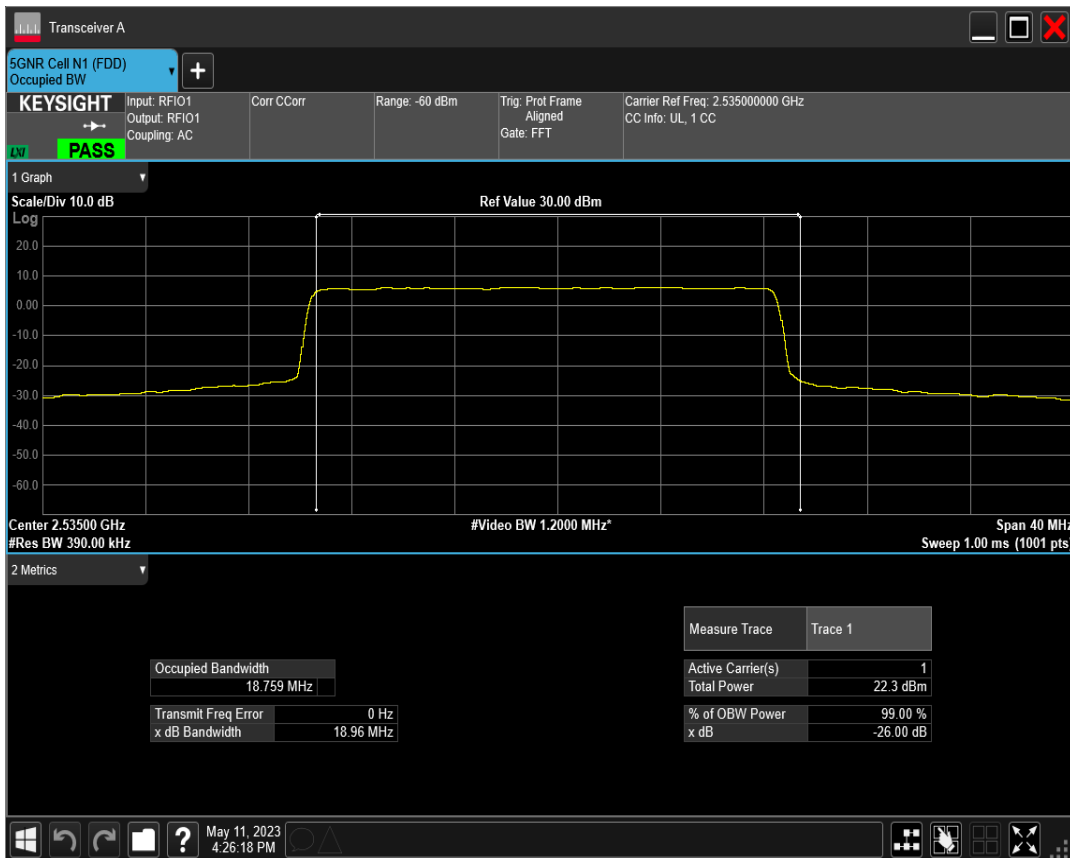 Transceiver A
5GNR Cell N1 (FDD)
Occupied BW
+
KEYSIGHT
LXI
PASS
Input: RFIO1
Output: RFIO1
Coupling: AC
Corr CCorr
Range: -60 dBm
Trig: Prot Frame
Aligned
Gate: FFT
Carrier Ref Freq: 2.535000000 GHz
CC Info: UL, 1 CC
1 Graph
Scale/Div 10.0 dB
Ref Value 30.00 dBm
Log
20.0
10.0
0.00
-10.0
-20.0
-30.0
-40.0
-50.0
-60.0
Center 2.53500 GHz
#Video BW 1.2000 MHz*
Span 40 MHz
#Res BW 390.00 kHz
Sweep 1.00 ms (1001 pts)
2 Metrics
Measure Trace Trace 1
Occupied Bandwidth
18.759 MHz
Active Carrier(s) 1
Total Power 22.3 dBm
Transmit Freq Error 0 Hz
x dB Bandwidth 18.96 MHz
% of OBW Power 99.00 %
x dB -26.00 dB
?
May 11, 2023
4:26:18 PM